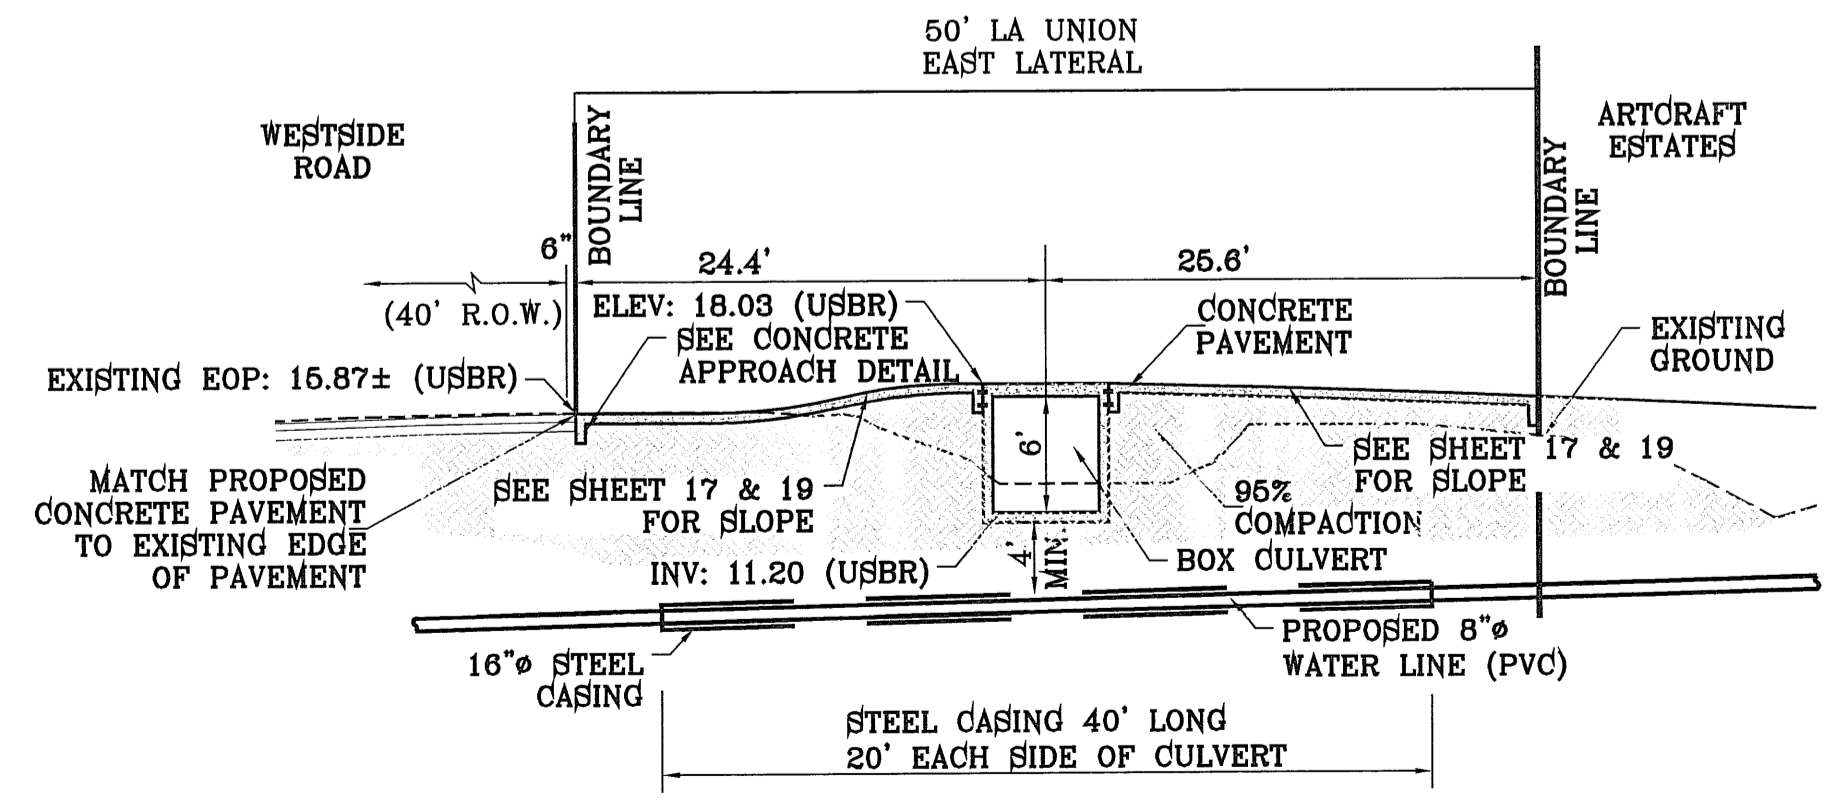 50' LA UNION
EAST LATERAL
WESTSIDE
ROAD
ARTCRAFT
ESTATES
BOUNDARY
LINE
BOUNDARY
LINE
6"
24.4'
25.6'
(40' R.O.W.)
ELEV: 18.03 (USBR)
SEE CONCRETE
APPROACH DETAIL
CONCRETE
PAVEMENT
EXISTING
GROUND
EXISTING EOP: 15.87± (USBR)
6'
MATCH PROPOSED
CONCRETE PAVEMENT
TO EXISTING EDGE
OF PAVEMENT
SEE SHEET 17 & 19
FOR SLOPE
SEE SHEET 17 & 19
FOR SLOPE
95%
COMPACTION
INV: 11.20 (USBR)
4'
MIN.
BOX CULVERT
16"ø STEEL
CASING
PROPOSED 8"ø
WATER LINE (PVC)
STEEL CASING 40' LONG
20' EACH SIDE OF CULVERT